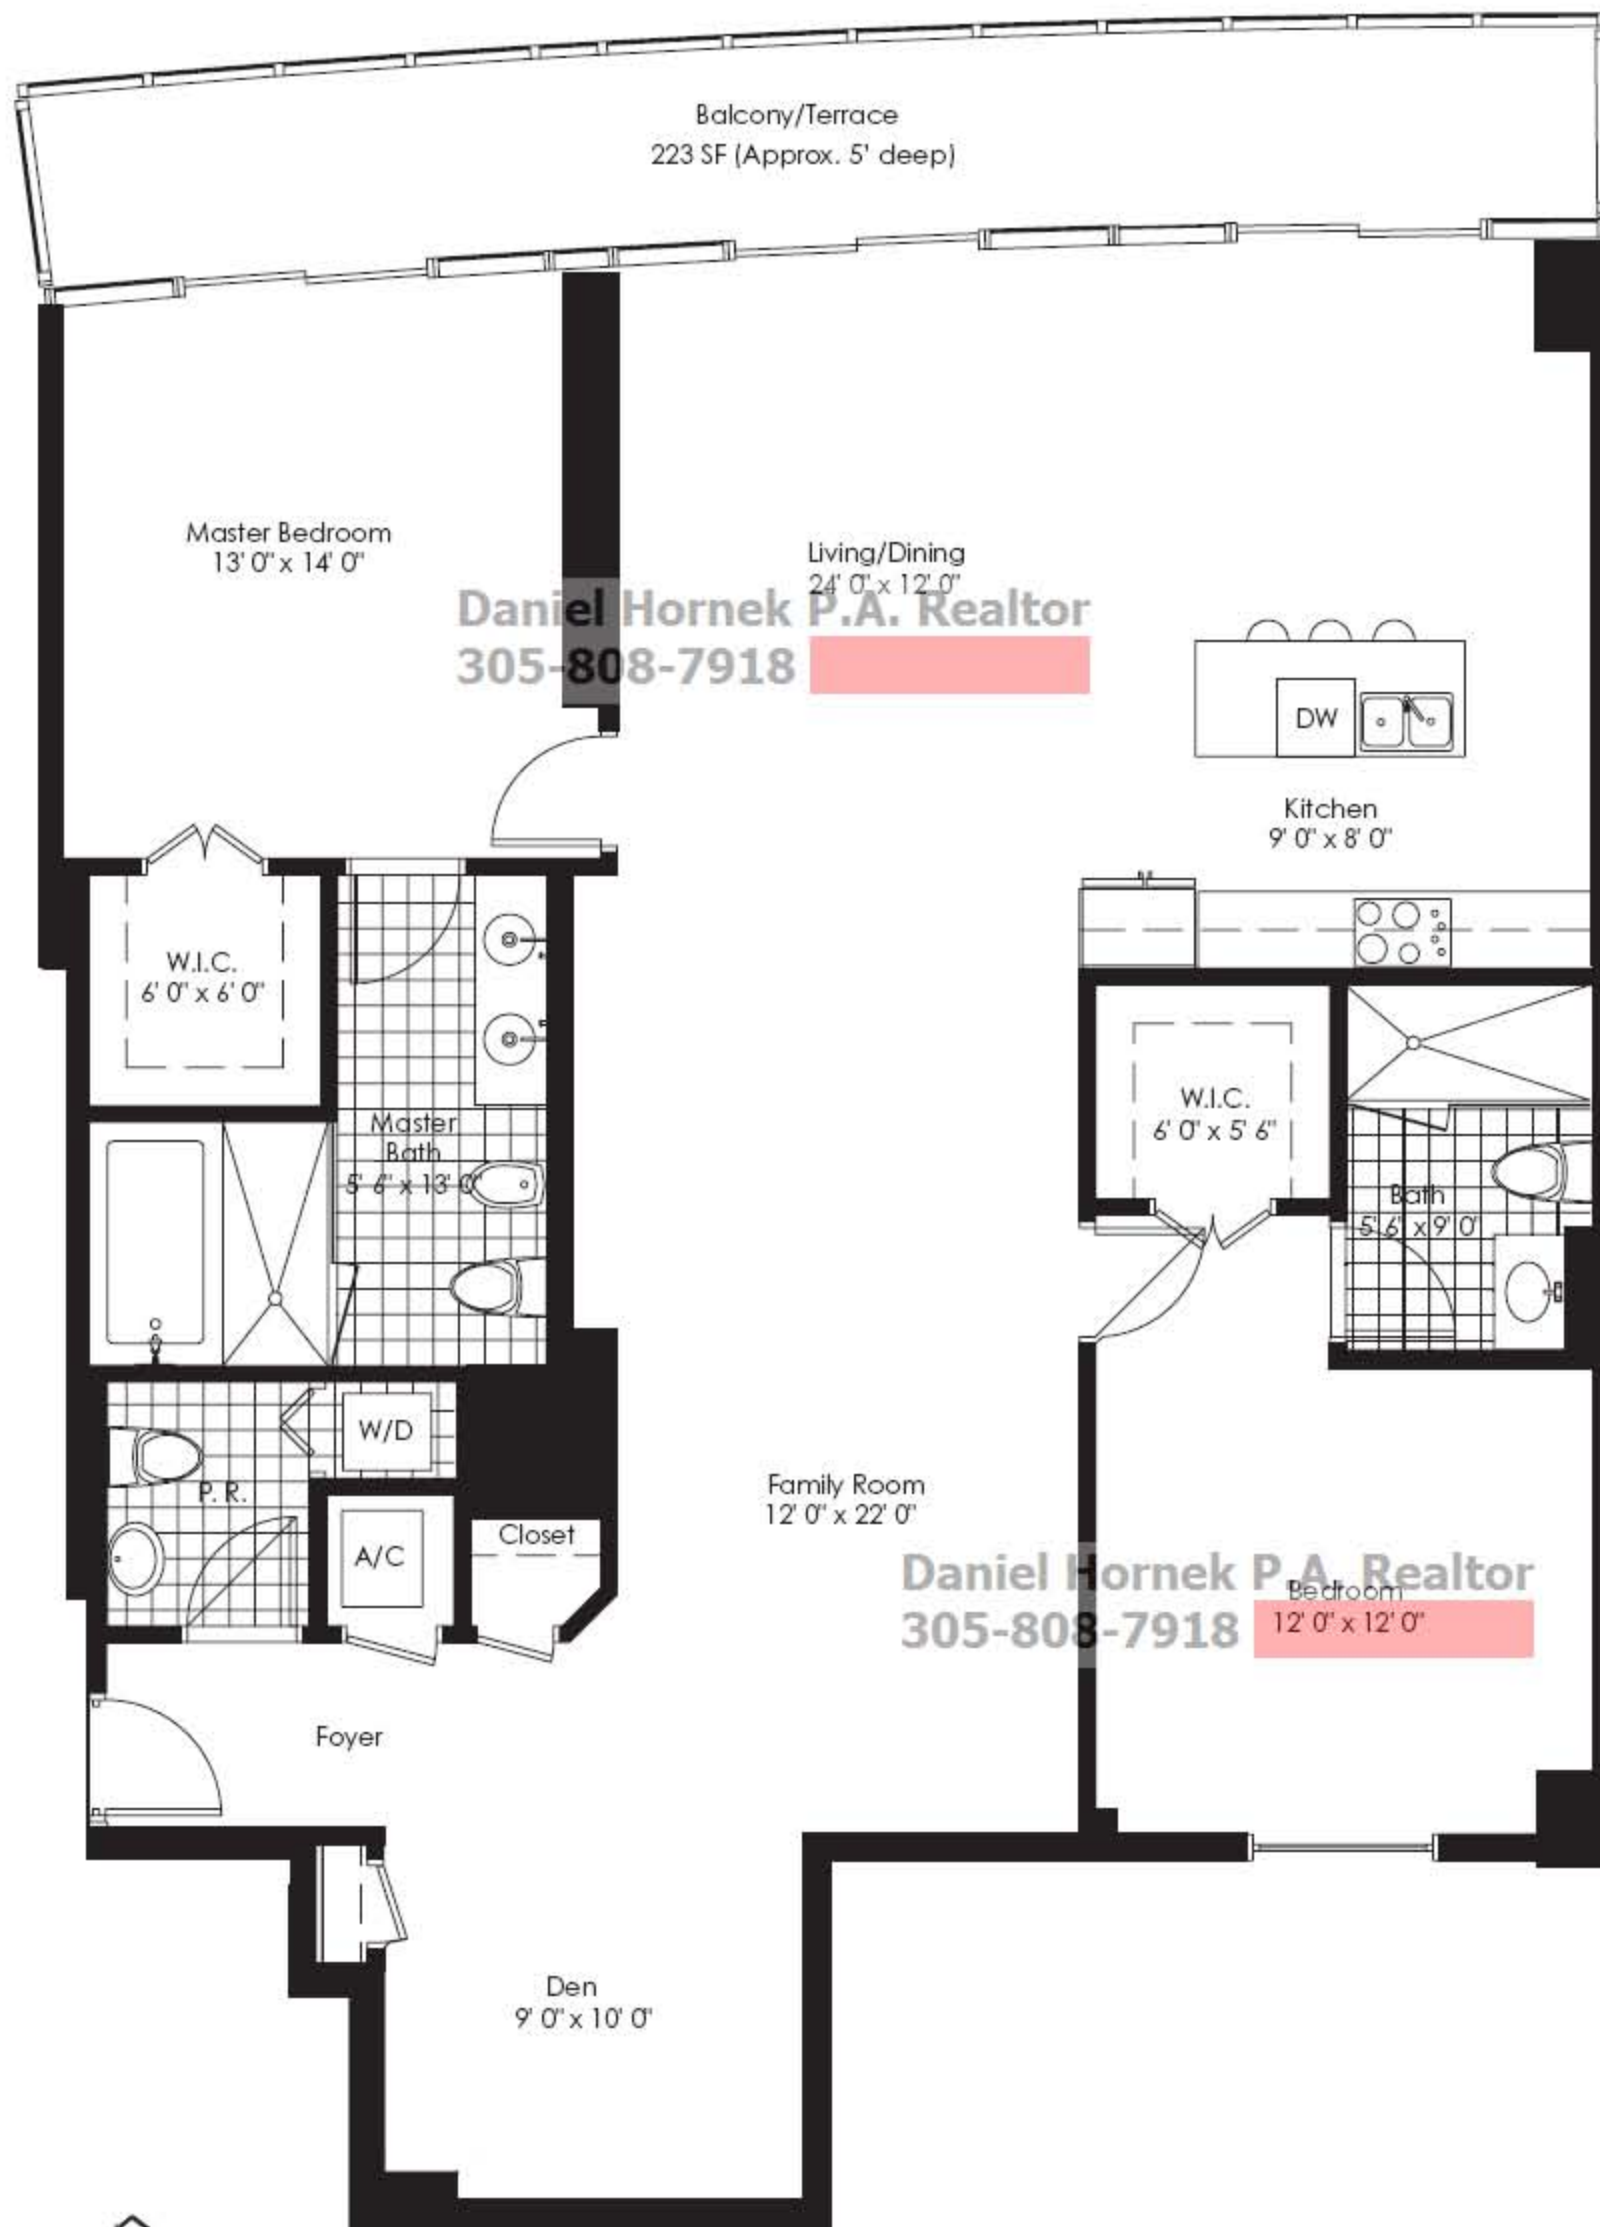 Balcony/Terrace
223 SF (Approx. 5' deep)
Master Bedroom
13' 0" x 14' 0"
Living/Dining
24' 0" x 12' 0"
Daniel Hornek P.A. Realtor
305-808-7918
DW
Kitchen
9' 0" x 8' 0"
W.I.C.
6' 0" x 6' 0"
Master
Bath
5' 6" x 13' 0"
W.I.C.
6' 0" x 5' 6"
Bath
5' 6" x 9' 0"
W/D
P. R.
A/C
Closet
Family Room
12' 0" x 22' 0"
Daniel Hornek P.A. Realtor
305-808-7918
Bedroom
12' 0" x 12' 0"
Foyer
Den
9' 0" x 10' 0"